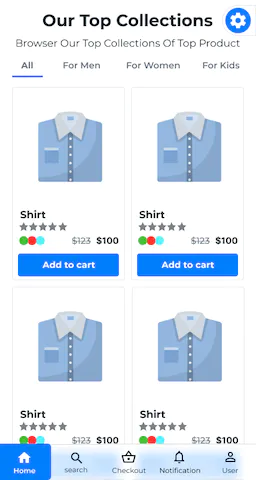 Our Top Collections
Browser Our Top Collections Of Top Product
All For Men For Women For Kids
Shirt Shirt
$123 $100 $123 $100
Add to cart Add to cart
Shirt Shirt
$123 $100 $123 $100
Home search Checkout Notification User